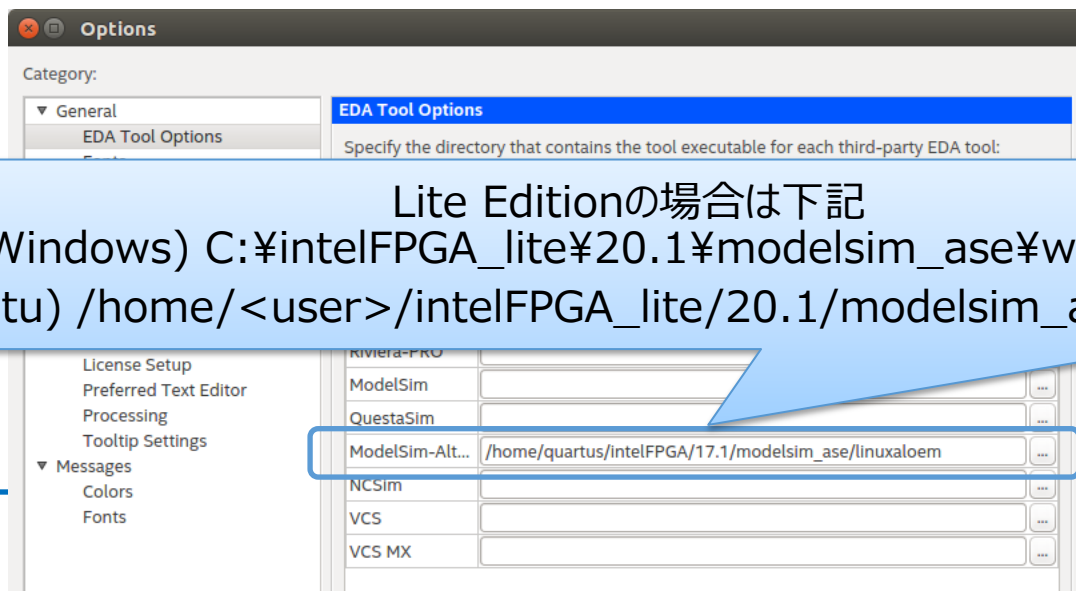 Options
Category:
General
EDA Tool Options
EDA Tool Options
Specify the directory that contains the tool executable for each third-party EDA tool:
Lite Editionの場合は下記
Windows) C:¥intelFPGA_lite¥20.1¥modelsim_ase¥w
tu) /home/<user>/intelFPGA_lite/20.1/modelsim_a
License Setup
Preferred Text Editor
Processing
Tooltip Settings
Messages
Colors
Fonts
Riviera-PRO
ModelSim ...
QuestaSim ...
ModelSim-Alt... /home/quartus/intelFPGA/17.1/modelsim_ase/linuxaloem ...
NCSim ...
VCS ...
VCS MX ...